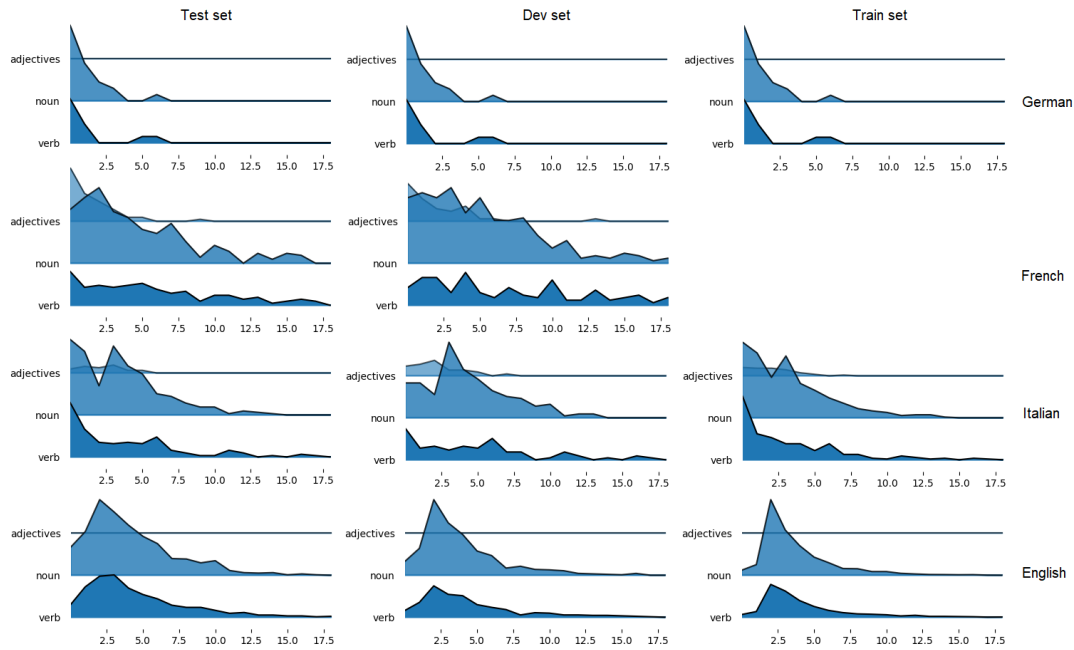 Test set Dev set Train set
adjectives adjectives adjectives
noun noun noun German
verb verb verb
2.5 5.0 7.5 10.0 12.5 15.0 17.5 2.5 5.0 7.5 10.0 12.5 15.0 17.5 2.5 5.0 7.5 10.0 12.5 15.0 17.5
adjectives adjectives
noun noun French
verb verb
2.5 5.0 7.5 10.0 12.5 15.0 17.5 2.5 5.0 7.5 10.0 12.5 15.0 17.5
adjectives adjectives adjectives
noun noun noun Italian
verb verb verb
2.5 5.0 7.5 10.0 12.5 15.0 17.5 2.5 5.0 7.5 10.0 12.5 15.0 17.5 2.5 5.0 7.5 10.0 12.5 15.0 17.5
adjectives adjectives adjectives
noun noun noun English
verb verb verb
2.5 5.0 7.5 10.0 12.5 15.0 17.5 2.5 5.0 7.5 10.0 12.5 15.0 17.5 2.5 5.0 7.5 10.0 12.5 15.0 17.5